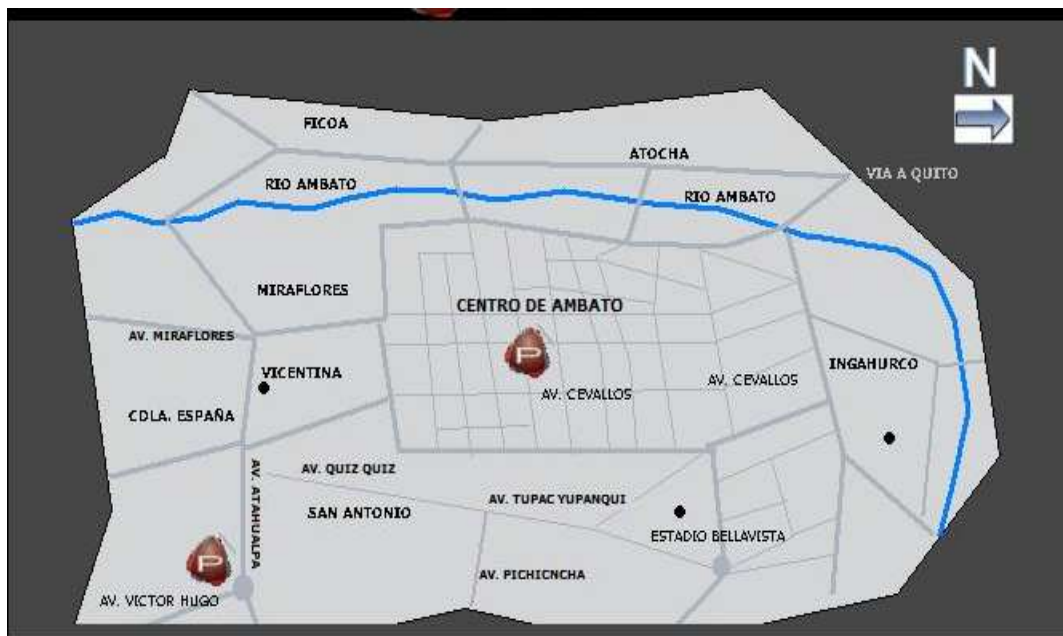 N
FICOA
ATOCHA
VIA A QUITO
RIO AMBATO
RIO AMBATO
MIRAFLORES
CENTRO DE AMBATO
AV. MIRAFLORES
P
INGAHURCO
VICENTINA
AV. CEVALLOS
AV. CEVALLOS
CDLA. ESPAÑA
AV. QUIZ QUIZ
AV. ATAHUALPA
AV. TUPAC YUPANQUI
SAN ANTONIO
ESTADIO BELLAVISTA
P
AV. PICHICNCHA
AV. VICTOR HUGO